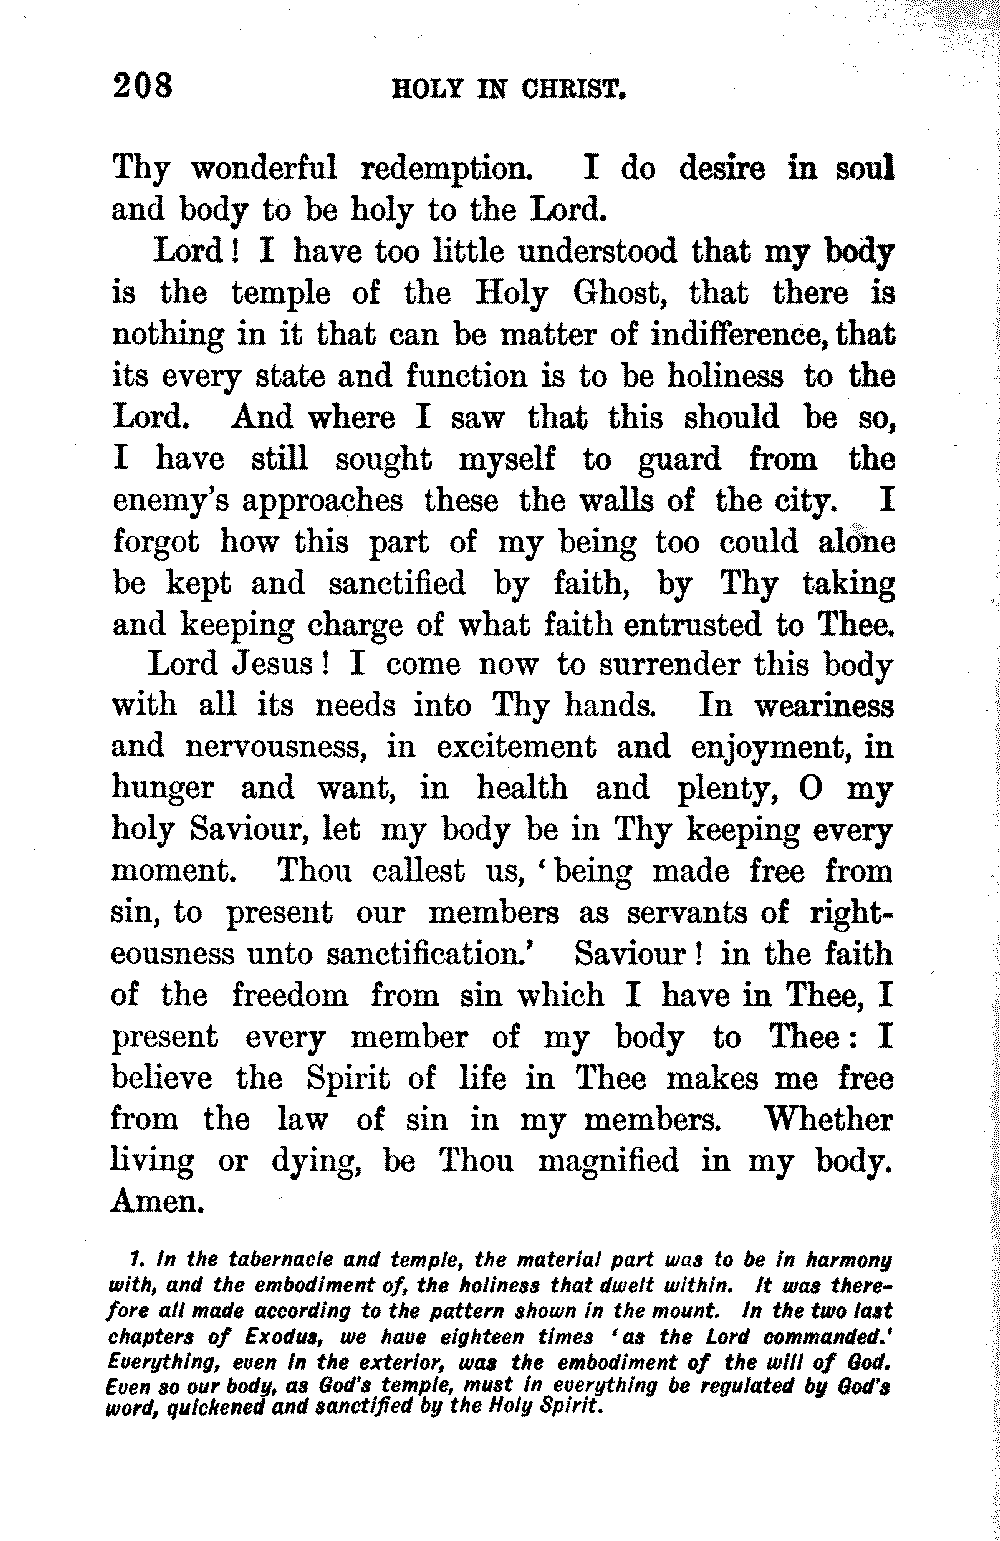 208 HOLY IN CHRIST.
Thy wonderful redemption. I do desire in soul
and body to be holy to the Lord.
Lord! I have too little understood that my body
is the temple of the Holy Ghost, that there is
nothing in it that can be matter of indifference, that
its every state and function is to be holiness to the
Lord. And where I saw that this should be so,
I have still sought myself to guard from the
enemy's approaches these the walls of the city. I
forgot how this part of my being too could alone
be kept and sanctified by faith, by Thy taking
and keeping charge of what faith entrusted to Thee.
Lord Jesus! I come now to surrender this body
with all its needs into Thy hands. In weariness
and nervousness, in excitement and enjoyment, in
hunger and want, in health and plenty, O my
holy Saviour, let my body be in Thy keeping every
moment. Thou callest us, 'being made free from
sin, to present our members as servants of right-
eousness unto sanctification.' Saviour! in the faith
of the freedom from sin which I have in Thee, I
present every member of my body to Thee: I
believe the Spirit of life in Thee makes me free
from the law of sin in my members. Whether
living or dying, be Thou magnified in my body.
Amen.
1. In the tabernacle and temple, the material part was to be in harmony
with, and the embodiment of, the holiness that dwelt within. It was there-
fore all made according to the pattern shown in the mount. In the two last
chapters of Exodus, we have eighteen times 'as the Lord commanded.'
Everything, even in the exterior, was the embodiment of the will of God.
Even so our body, as God's temple, must in everything be regulated by God's
word, quickened and sanctified by the Holy Spirit.